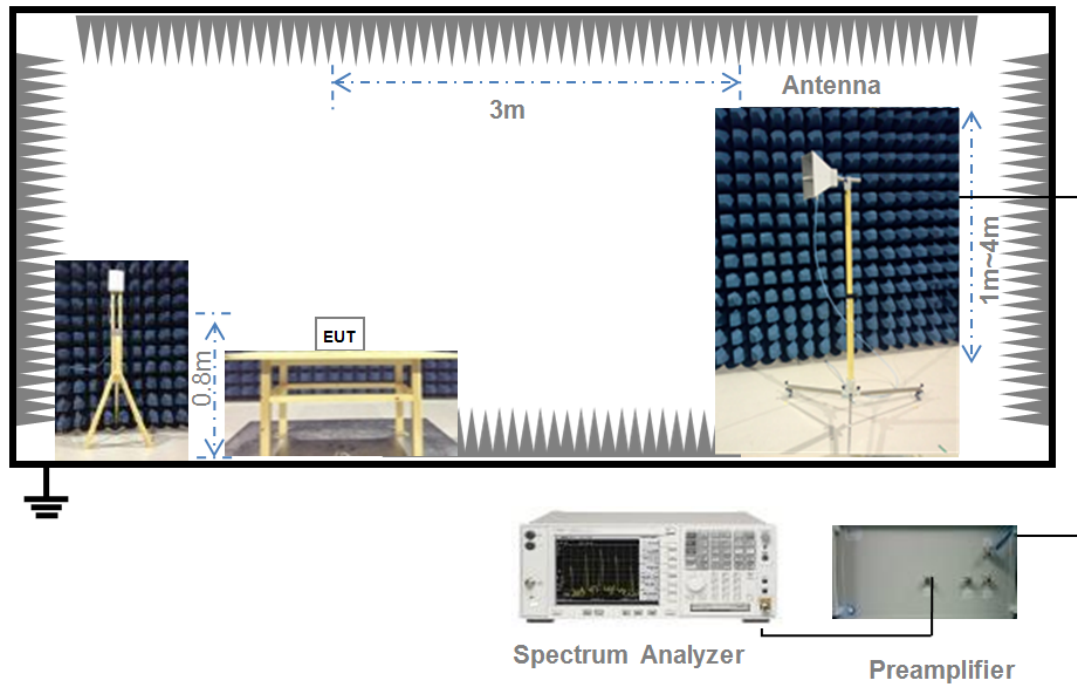 Antenna
3m
1m~4m
0.8m
EUT
Spectrum Analyzer
Preamplifier